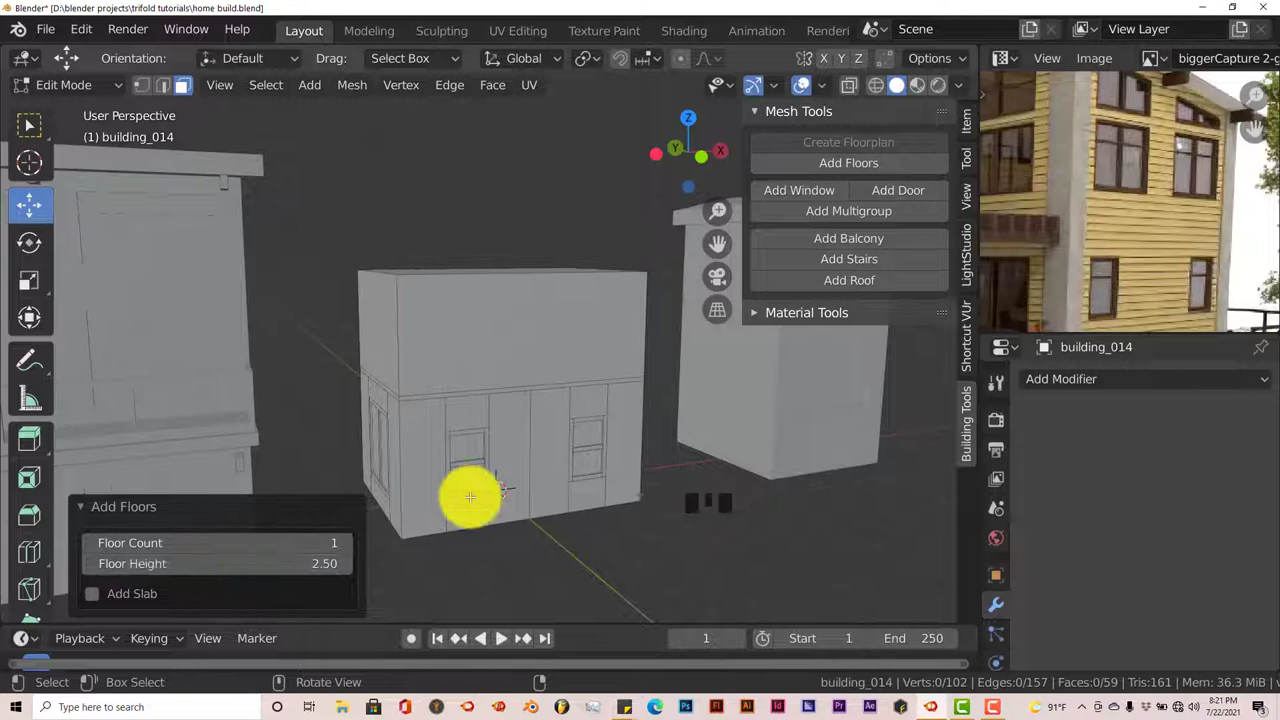 Blender* [D:\blender projects\trifold tutorials\home build.blend]
File Edit Render Window Help Layout Modeling Sculpting UV Editing Texture Paint Shading Animation Renderi Scene View Layer
Orientation: Default Drag: Select Box Global X Y Z Options View Image biggerCapture 2-g
Edit Mode View Select Add Mesh Vertex Edge Face UV
User Perspective
(1) building_014
Z
Y
X
Mesh Tools
Create Floorplan
Add Floors
Add Window Add Door
Add Multigroup
Add Balcony
Add Stairs
Add Roof
Material Tools
Item
Tool
View
LightStudio
Shortcut VUr
Building Tools
building_014
Add Modifier
Add Floors
Floor Count 1
Floor Height 2.50
Add Slab
Playback Keying View Marker 1 Start 1 End 250
Select Box Select Rotate View building_014 | Verts:0/102 | Edges:0/157 | Faces:0/59 | Tris:161 | Mem: 36.3 MiB |
Type here to search 91°F 8:21 PM
7/22/2021